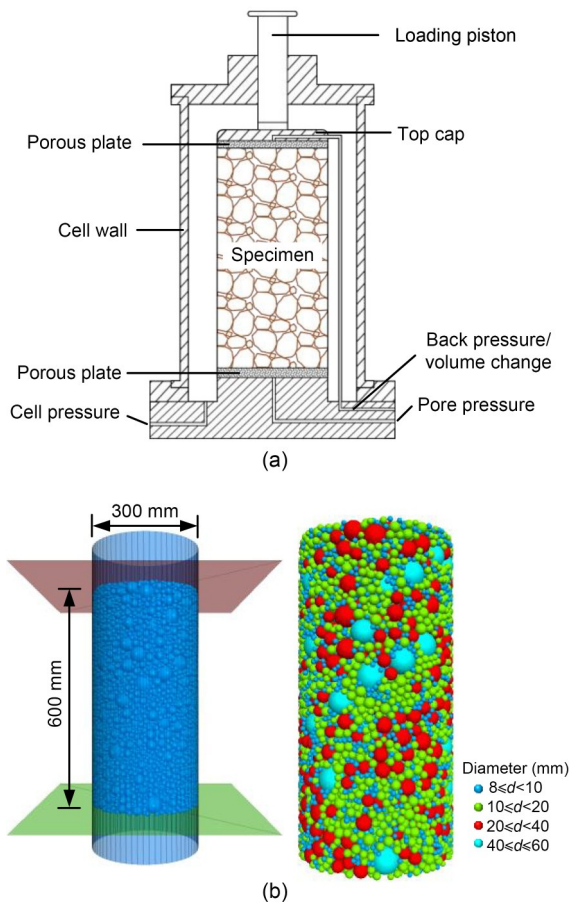 Loading piston
Top cap
Porous plate
Cell wall
Specimen
Back pressure/
volume change
Porous plate
Cell pressure
Pore pressure
(a)
300 mm
600 mm
Diameter (mm)
8≤d<10
10≤d<20
20≤d<40
40≤d≤60
(b)